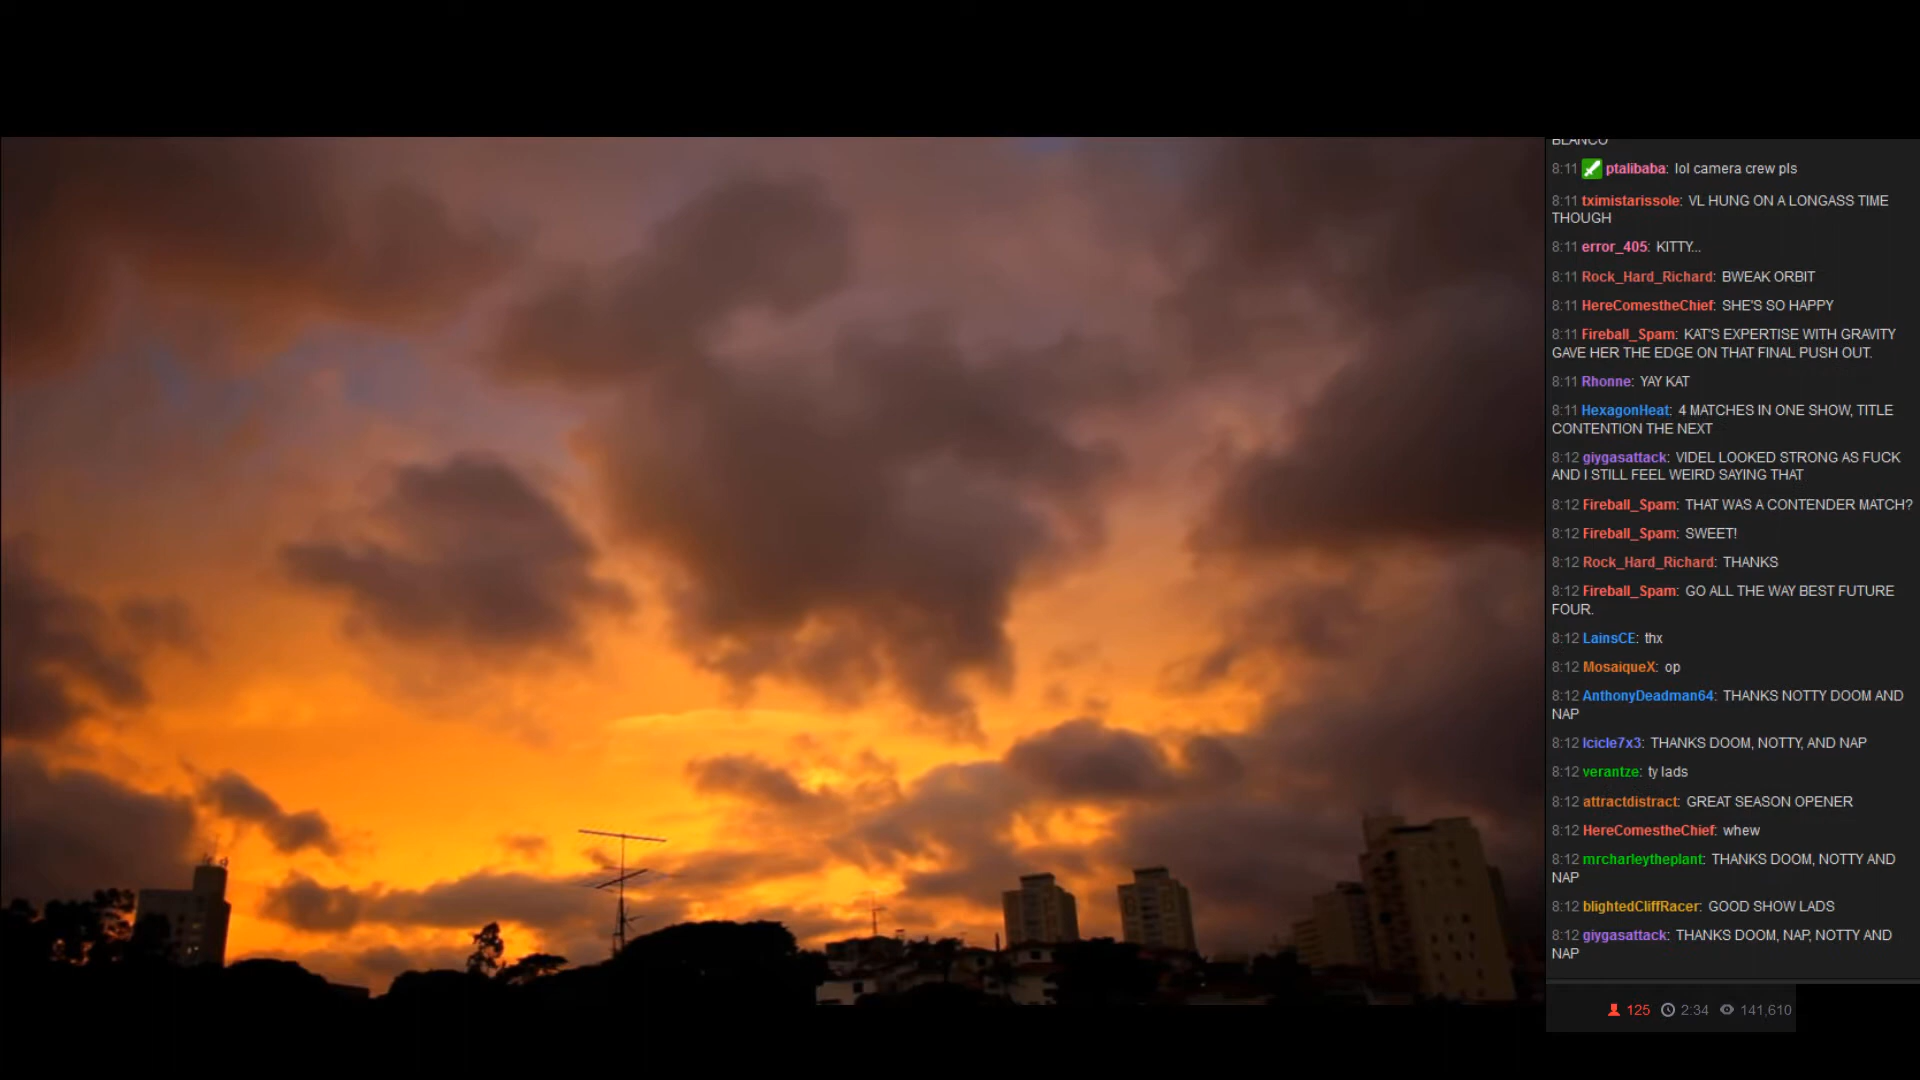 BLANCO
8:11 ptalibaba: lol camera crew pls
8:11 tximistarissole: VL HUNG ON A LONGASS TIME
THOUGH
8:11 error_405: KITTY...
8:11 Rock_Hard_Richard: BWEAK ORBIT
8:11 HereComestheChief: SHE'S SO HAPPY
8:11 Fireball_Spam: KAT'S EXPERTISE WITH GRAVITY
GAVE HER THE EDGE ON THAT FINAL PUSH OUT.
8:11 Rhonne: YAY KAT
8:11 HexagonHeat: 4 MATCHES IN ONE SHOW, TITLE
CONTENTION THE NEXT
8:12 giygasattack: VIDEL LOOKED STRONG AS FUCK
AND I STILL FEEL WEIRD SAYING THAT
8:12 Fireball_Spam: THAT WAS A CONTENDER MATCH?
8:12 Fireball_Spam: SWEET!
8:12 Rock_Hard_Richard: THANKS
8:12 Fireball_Spam: GO ALL THE WAY BEST FUTURE
FOUR.
8:12 LainsCE: thx
8:12 MosaiqueX: op
8:12 AnthonyDeadman64: THANKS NOTTY DOOM AND
NAP
8:12 Icicle7x3: THANKS DOOM, NOTTY, AND NAP
8:12 verantze: ty lads
8:12 attractdistract: GREAT SEASON OPENER
8:12 HereComestheChief: whew
8:12 mrcharleytheplant: THANKS DOOM, NOTTY AND
NAP
8:12 blightedCliffRacer: GOOD SHOW LADS
8:12 giygasattack: THANKS DOOM, NAP, NOTTY AND
NAP
125 2:34 141,610